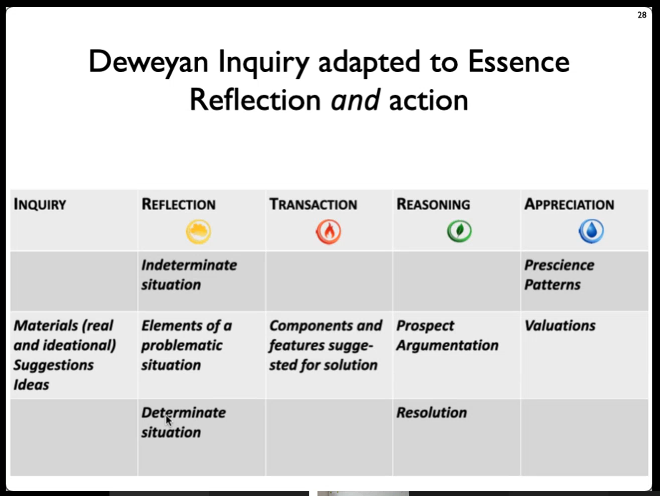 28
Deweyan Inquiry adapted to Essence
Reflection and action
INQUIRY
REFLECTION
TRANSACTION
REASONING
APPRECIATION
Indeterminate
situation
Prescience
Patterns
Materials (real
and ideational)
Suggestions
Ideas
Elements of a
problematic
situation
Components and
features sugge-
sted for solution
Prospect
Argumentation
Valuations
Determinate
situation
Resolution